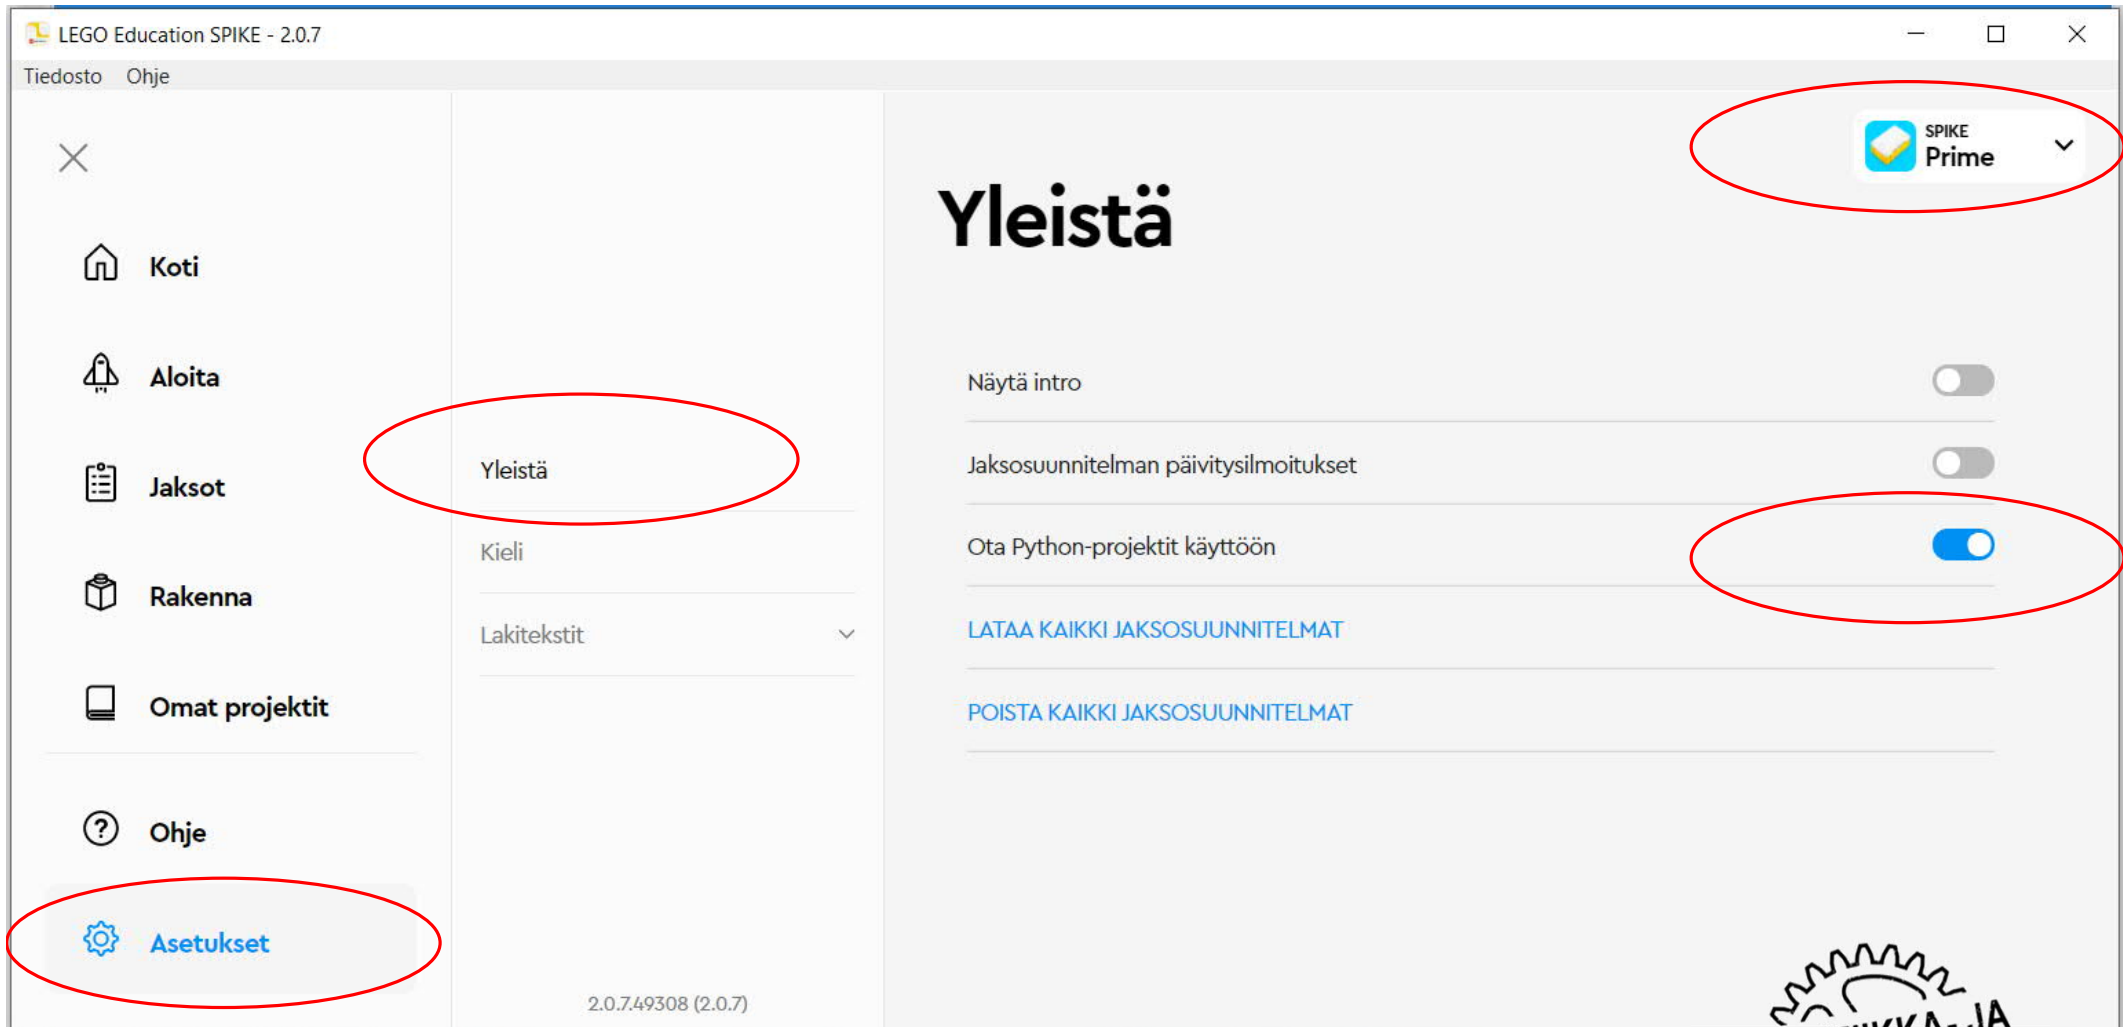 LEGO Education SPIKE - 2.0.7
Tiedosto Ohje
SPIKE
Prime
Yleistä
Koti
Aloita
Jaksot
Rakenna
Omat projektit
Ohje
Asetukset
Yleistä
Kieli
Lakitekstit
2.0.7.49308 (2.0.7)
Näytä intro
Jaksosuunnitelman päivitysilmoitukset
Ota Python-projektit käyttöön
LATAA KAIKKI JAKSOSUUNNITELMAT
POISTA KAIKKI JAKSOSUUNNITELMAT
JA